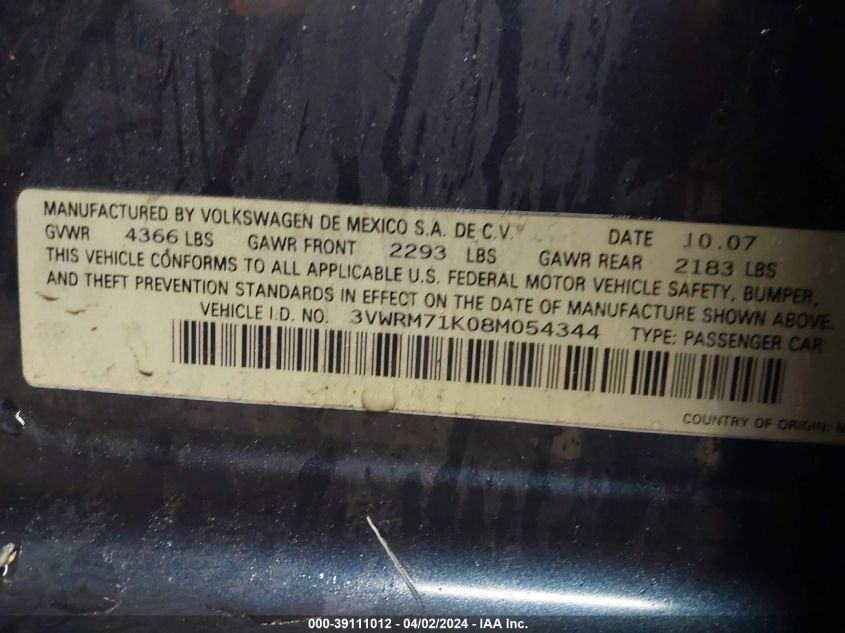 MANUFACTURED BY VOLKSWAGEN DE MEXICO S.A. DE C.V. DATE 10.07
GVWR 4366 LBS GAWR FRONT 2293 LBS GAWR REAR 2183 LBS
THIS VEHICLE CONFORMS TO ALL APPLICABLE U.S. FEDERAL MOTOR VEHICLE SAFETY, BUMPER,
AND THEFT PREVENTION STANDARDS IN EFFECT ON THE DATE OF MANUFACTURE SHOWN ABOVE.
VEHICLE I.D. NO. 3VWRM71K08M054344 TYPE: PASSENGER CAR
COUNTRY OF ORIGIN: M
000-39111012 - 04/02/2024 - IAA Inc.